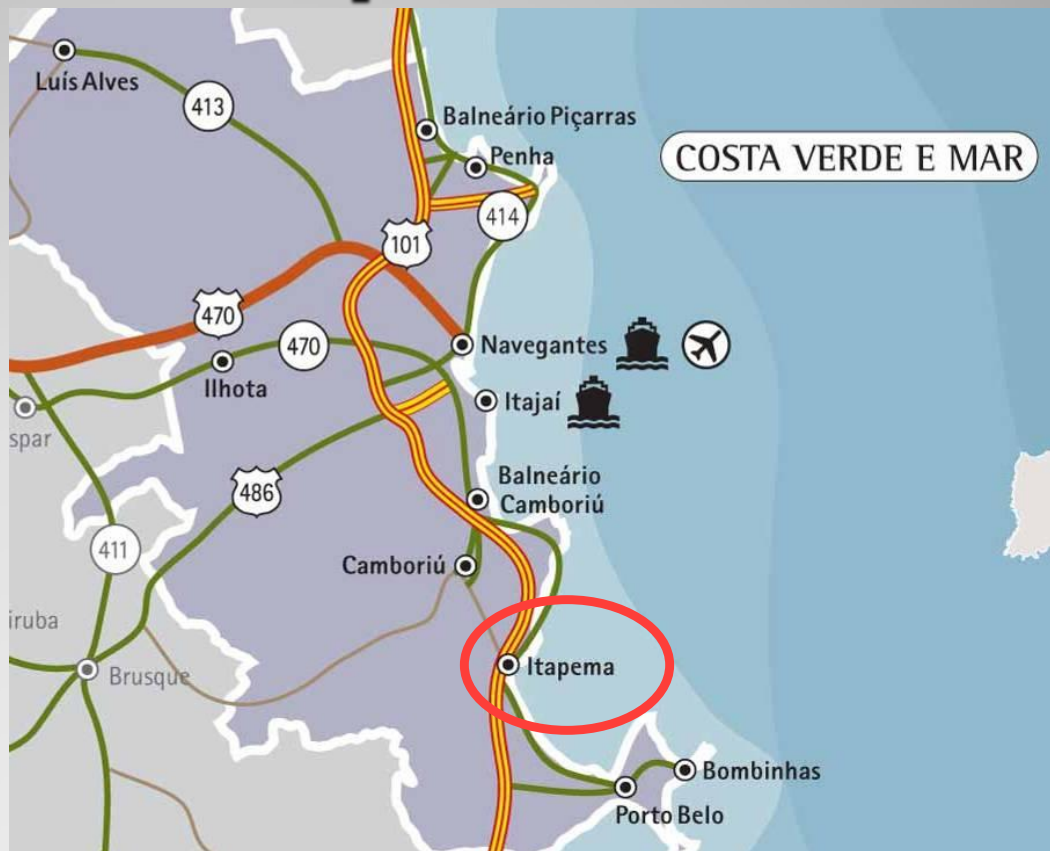 Luís Alves
413
Balneário Piçarras
Penha
COSTA VERDE E MAR
414
101
470
470
Navegantes
Ilhota
Itajaí
spar
486
Balneário
Camboriú
411
Camboriú
iruba
Itapema
Brusque
Bombinhas
Porto Belo